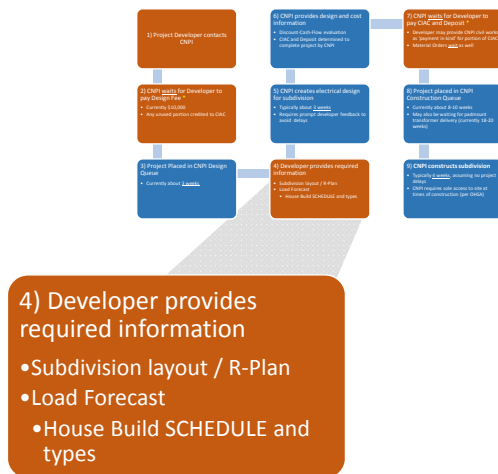 1) Project Developer contacts
CNPI
2) CNPI waits for Developer to
pay Design Fee *
• Currently $10,000
• Any unused portion credited to CIAC
3) Project Placed in CNPI Design
Queue
• Currently about 3 weeks
4) Developer provides required
information
• Subdivision layout / R-Plan
• Load Forecast
• House Build SCHEDULE and types
5) CNPI creates electrical design
for subdivision
• Typically about 3 weeks
• Requires prompt developer feedback to
avoid delays
6) CNPI provides design and cost
information
• Discount-Cash-Flow evaluation
• CIAC and Deposit determined to
complete project by CNPI
7) CNPI waits for Developer to
pay CIAC and Deposit *
• Developer may provide CNPI civil works
as 'payment in kind' for portion of CIAC
• Material Orders wait as well
8) Project placed in CNPI
Construction Queue
• Currently about 8-10 weeks
• May also be waiting for padmount
transformer delivery (currently 18-20
weeks)
9) CNPI constructs subdivision
• Typically 4 weeks, assuming no project
delays
• CNPI requires sole access to site at
times of construction (per OHSA)
4) Developer provides
required information
•Subdivision layout / R-Plan
•Load Forecast
•House Build SCHEDULE and
types